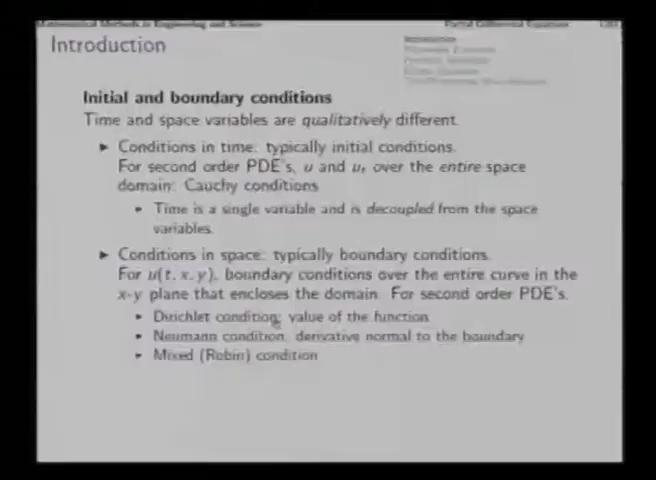 Mathematical Methods in Engineering and Science
Partial Differential Equations
Introduction
Introduction
Initial and boundary conditions
Time and space variables are qualitatively different.
► Conditions in time: typically initial conditions.
For second order PDE's, u and uₜ over the entire space
domain: Cauchy conditions
• Time is a single variable and is decoupled from the space
variables.
► Conditions in space: typically boundary conditions.
For u(t, x, y), boundary conditions over the entire curve in the
x-y plane that encloses the domain. For second order PDE's,
• Dirichlet condition: value of the function
• Neumann condition: derivative normal to the boundary
• Mixed (Robin) condition